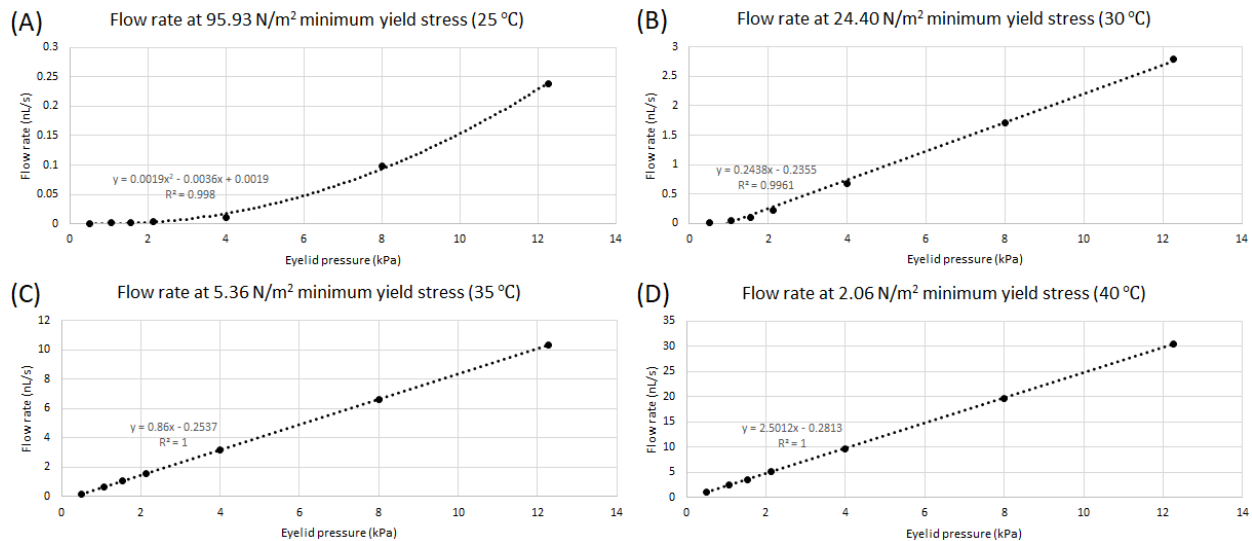 (A)
Flow rate at 95.93 N/m² minimum yield stress (25 °C)
Flow rate (nL/s)
0.3
0.25
0.2
0.15
0.1
0.05
0
y = 0.0019x² - 0.0036x + 0.0019
R² = 0.998
0 2 4 6 8 10 12 14
Eyelid pressure (kPa)
(B)
Flow rate at 24.40 N/m² minimum yield stress (30 °C)
Flow rate (nL/s)
3
2.5
2
1.5
1
0.5
0
y = 0.2438x - 0.2355
R² = 0.9961
0 2 4 6 8 10 12 14
Eyelid pressure (kPa)
(C)
Flow rate at 5.36 N/m² minimum yield stress (35 °C)
Flow rate (nL/s)
12
10
8
6
4
2
0
y = 0.86x - 0.2537
R² = 1
0 2 4 6 8 10 12 14
Eyelid pressure (kPa)
(D)
Flow rate at 2.06 N/m² minimum yield stress (40 °C)
Flow rate (nL/s)
35
30
25
20
15
10
5
0
y = 2.5012x - 0.2813
R² = 1
0 2 4 6 8 10 12 14
Eyelid pressure (kPa)